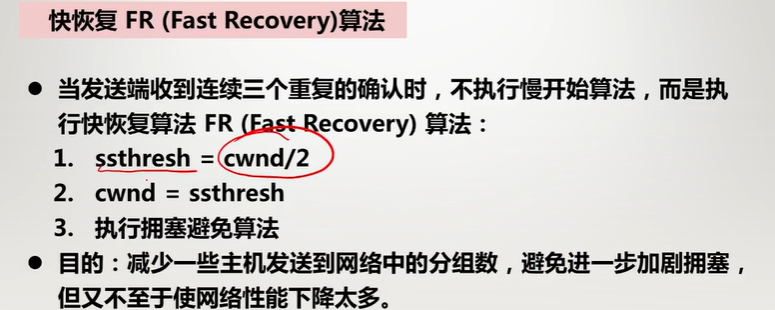 快恢复 FR (Fast Recovery)算法
● 当发送端收到连续三个重复的确认时，不执行慢开始算法，而是执
行快恢复算法 FR (Fast Recovery) 算法：
1. ssthresh = cwnd/2
2. cwnd = ssthresh
3. 执行拥塞避免算法
● 目的：减少一些主机发送到网络中的分组数，避免进一步加剧拥塞，
但又不至于使网络性能下降太多。